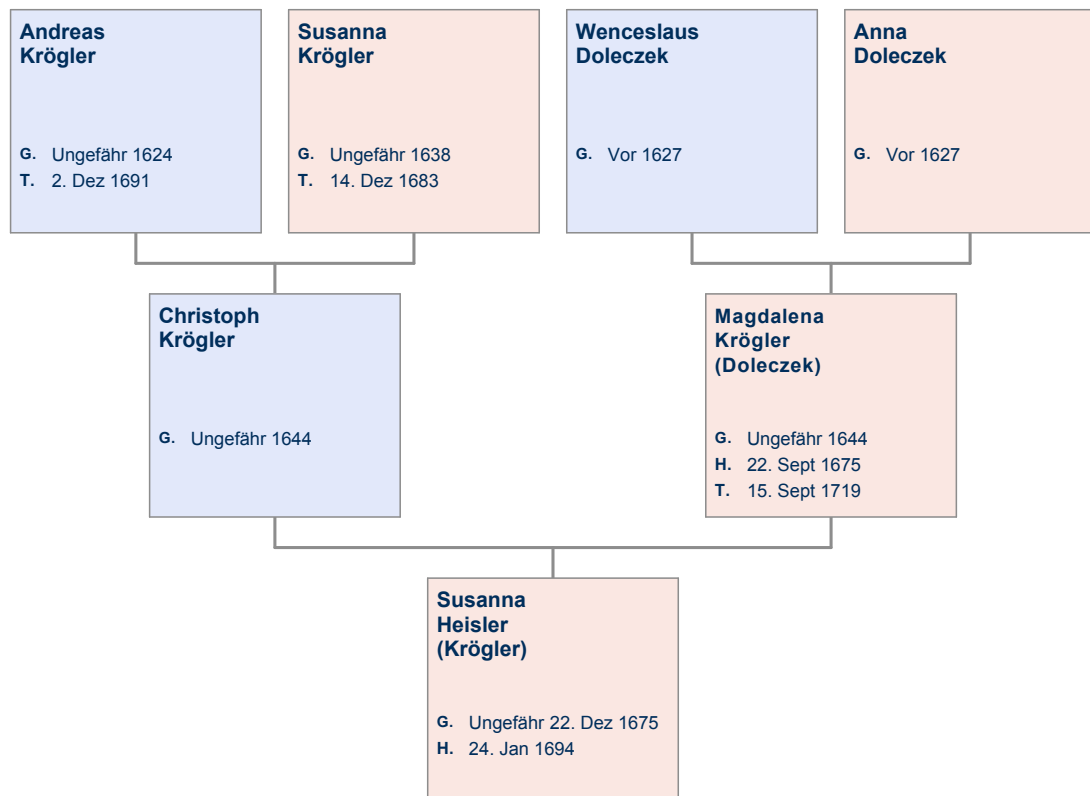 Andreas
Krögler
G. Ungefähr 1624
T. 2. Dez 1691
Susanna
Krögler
G. Ungefähr 1638
T. 14. Dez 1683
Wenceslaus
Doleczek
G. Vor 1627
Anna
Doleczek
G. Vor 1627
Christoph
Krögler
G. Ungefähr 1644
Magdalena
Krögler
(Doleczek)
G. Ungefähr 1644
H. 22. Sept 1675
T. 15. Sept 1719
Susanna
Heisler
(Krögler)
G. Ungefähr 22. Dez 1675
H. 24. Jan 1694